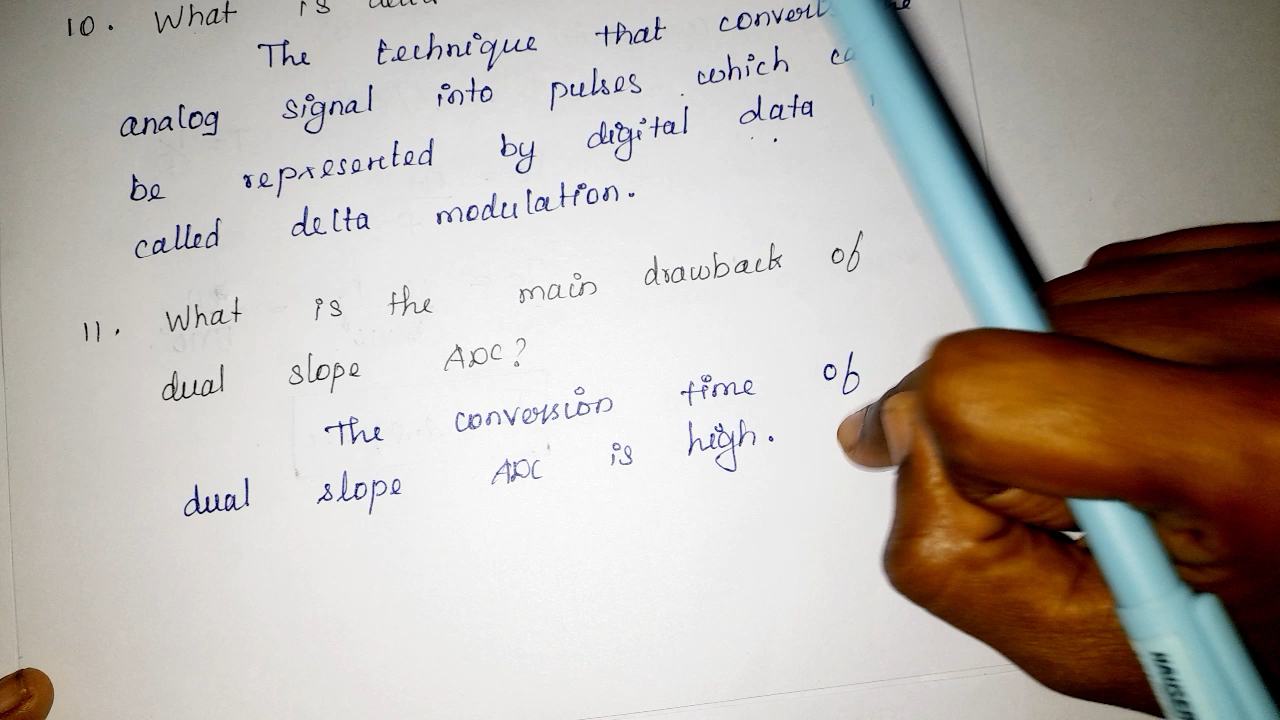 10. What is
The technique that
analog signal into pulses which
be represented by digital data
called delta modulation.
11. What is the main drawback of
dual slope ADC?
The conversion time of
dual slope ADC is high.